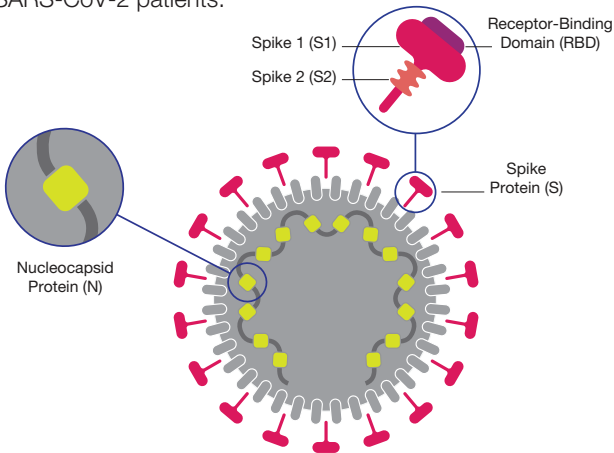 SARS-CoV-2 patients.
Spike 1 (S1)
Receptor-Binding
Domain (RBD)
Spike 2 (S2)
Spike
Protein (S)
Nucleocapsid
Protein (N)